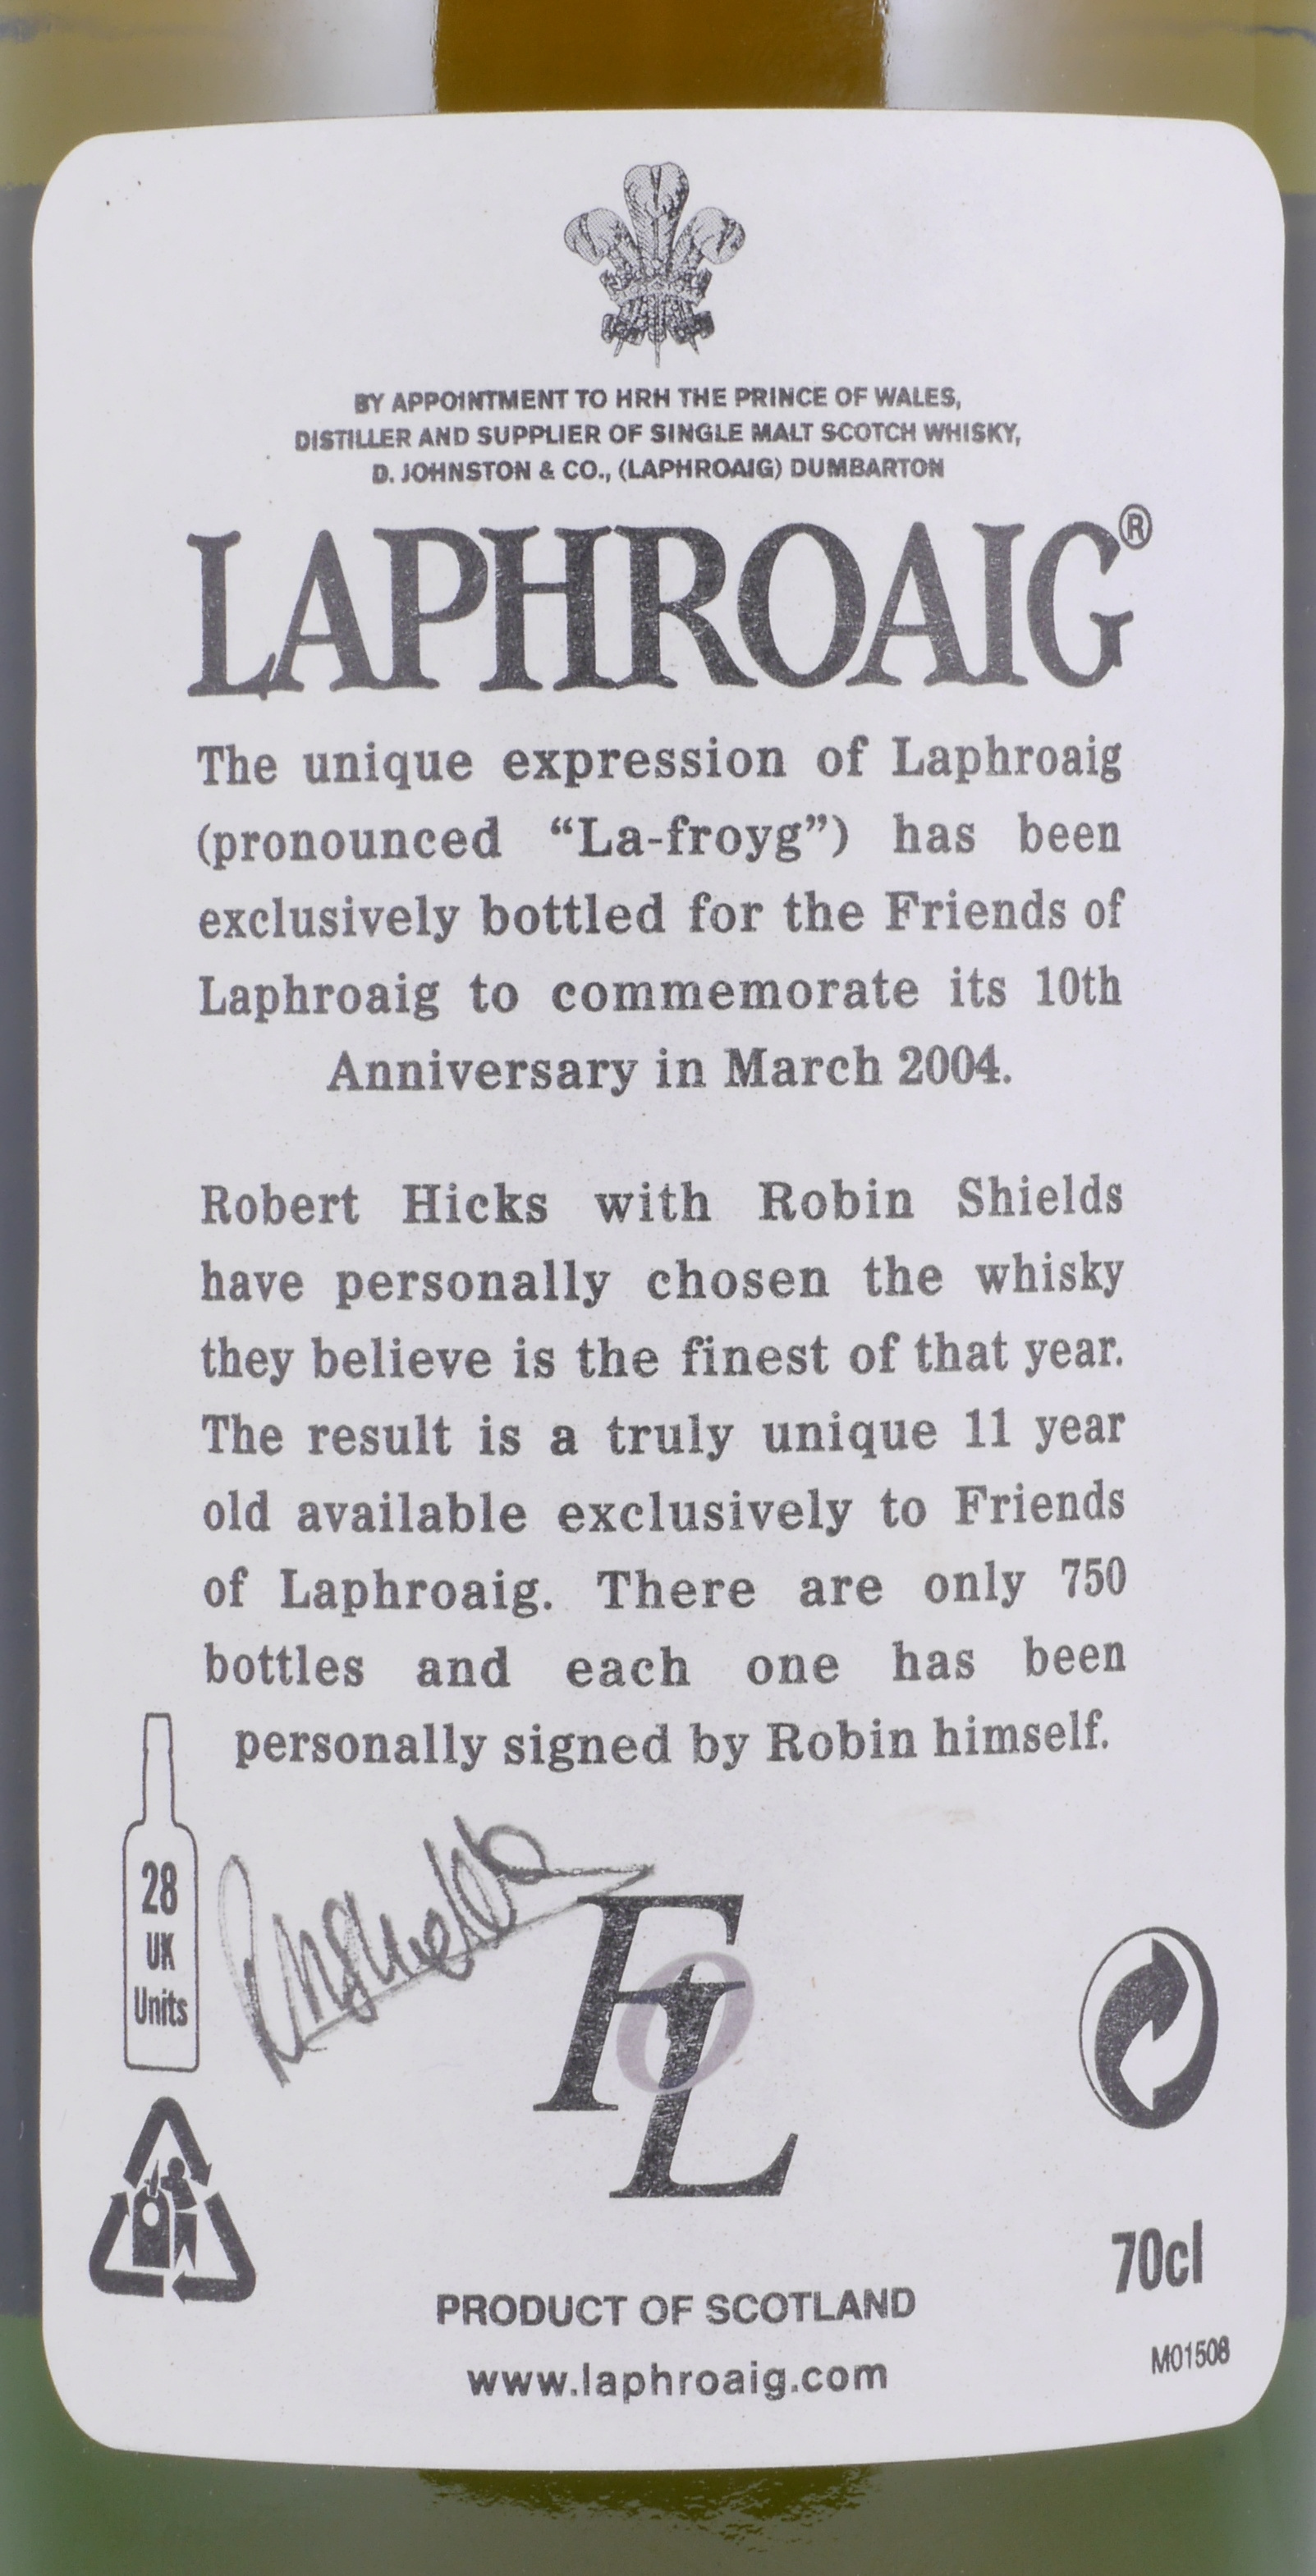 BY APPOINTMENT TO HRH THE PRINCE OF WALES,
DISTILLER AND SUPPLIER OF SINGLE MALT SCOTCH WHISKY,
D. JOHNSTON & CO., (LAPHROAIG) DUMBARTON
LAPHROAIG®
The unique expression of Laphroaig
(pronounced “La-froyg”) has been
exclusively bottled for the Friends of
Laphroaig to commemorate its 10th
Anniversary in March 2004.
Robert Hicks with Robin Shields
have personally chosen the whisky
they believe is the finest of that year.
The result is a truly unique 11 year
old available exclusively to Friends
of Laphroaig. There are only 750
bottles and each one has been
personally signed by Robin himself.
28
UK
Units
FoL
70cl
PRODUCT OF SCOTLAND
www.laphroaig.com
M01508